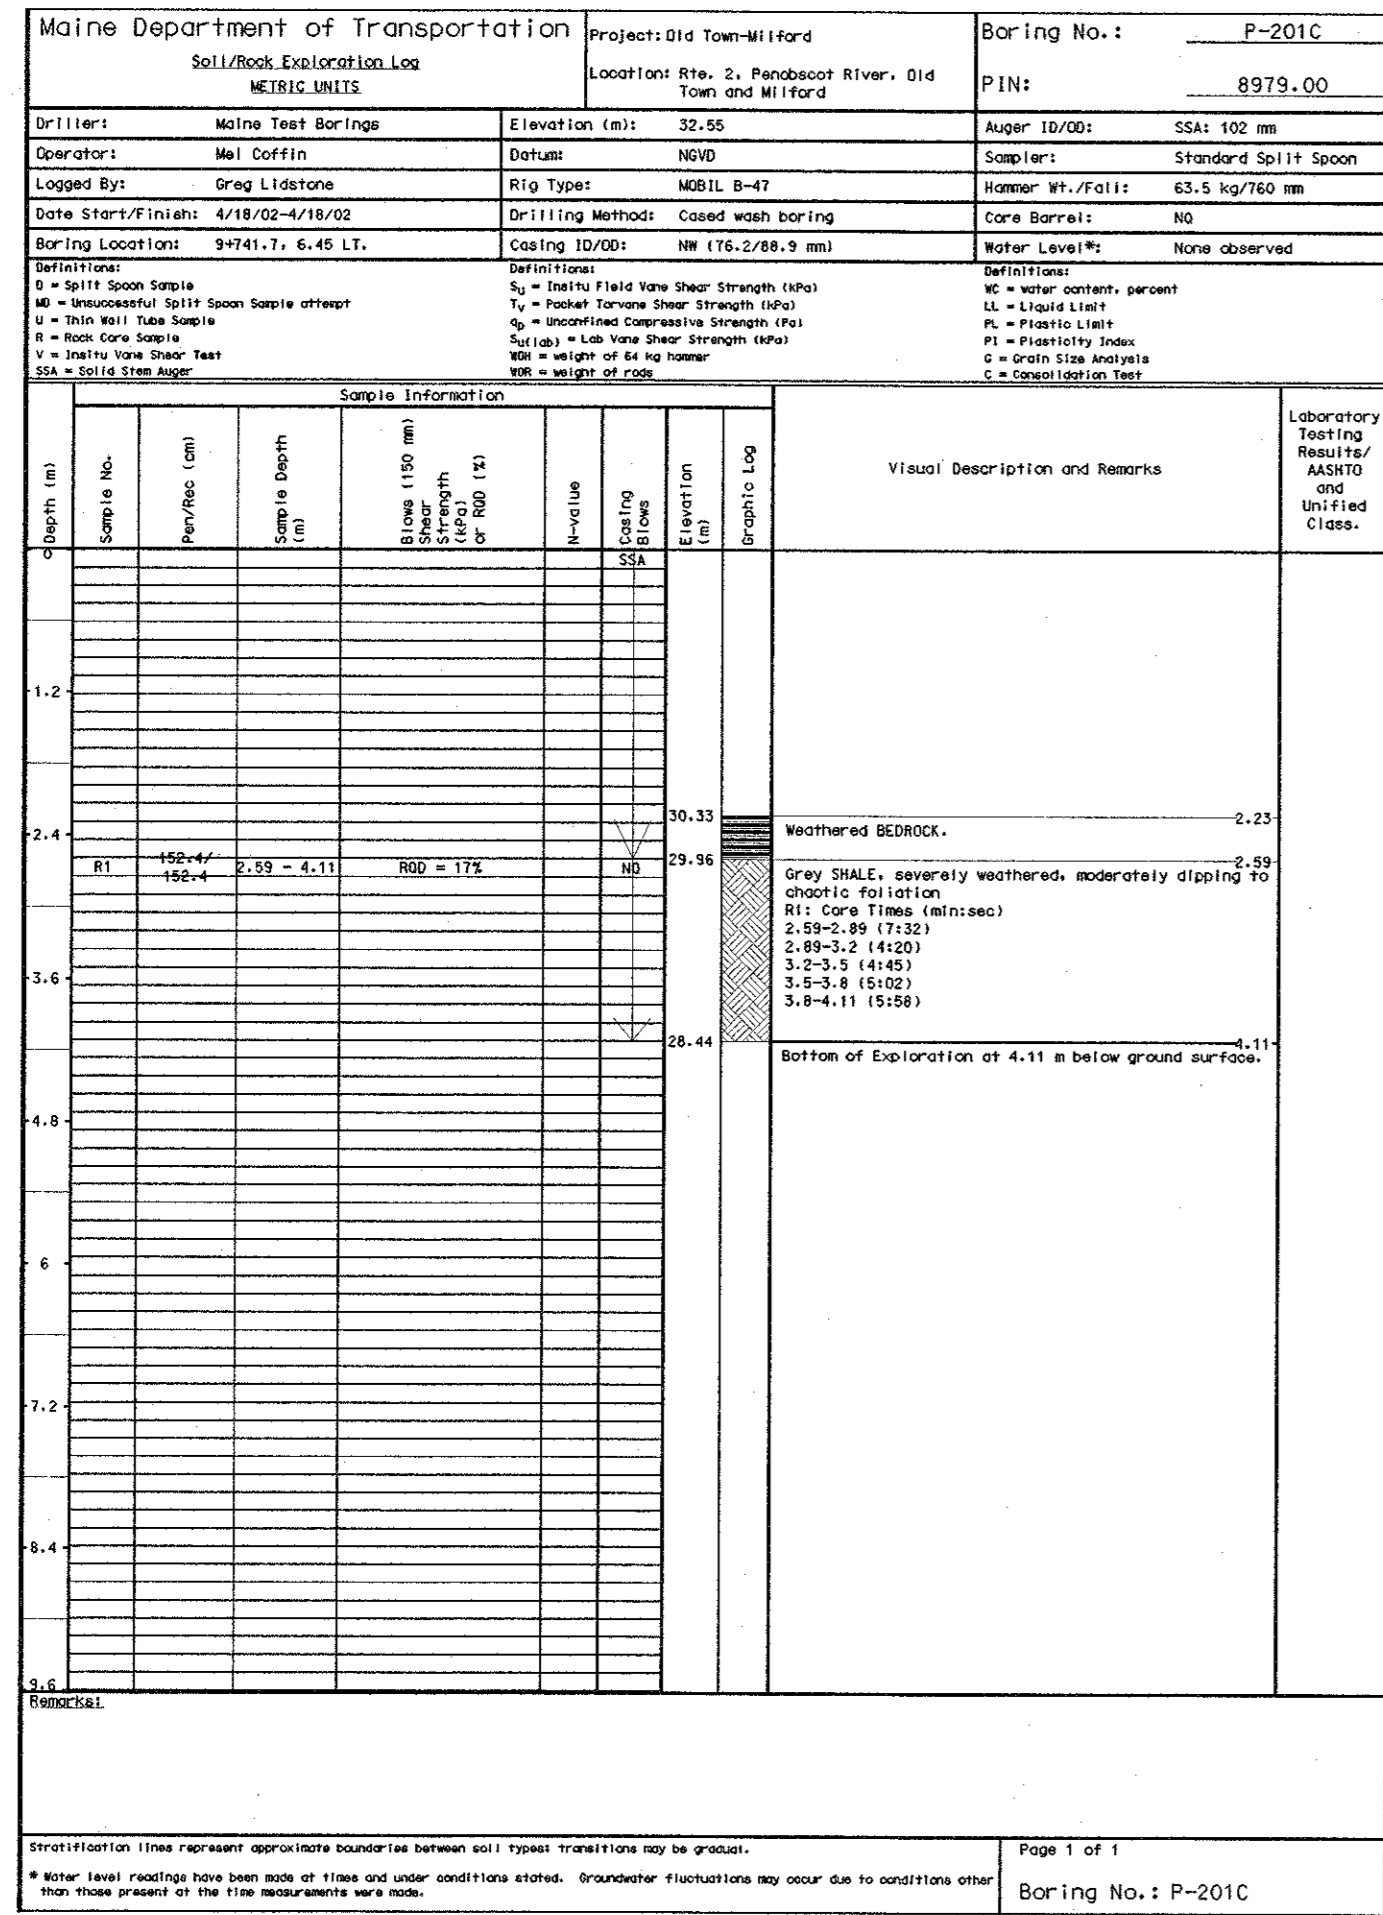 Maine Department of Transportation
Soil/Rock Exploration Log
METRIC UNITS
Project: Old Town-Milford
Location: Rte. 2, Penobscot River, Old
Town and Milford
Boring No.: P-201C
PIN: 8979.00
Driller: Maine Test Borings
Elevation (m): 32.55
Auger ID/OD: SSA: 102 mm
Operator: Mel Coffin
Datum: NGVD
Sampler: Standard Split Spoon
Logged By: Greg Lidstone
Rig Type: MOBIL B-47
Hammer Wt./Fall: 63.5 kg/760 mm
Date Start/Finish: 4/18/02-4/18/02
Drilling Method: Cased wash boring
Core Barrel: NQ
Boring Location: 9+741.7, 6.45 LT.
Casing ID/OD: NW (76.2/88.9 mm)
Water Level*: None observed
Definitions:
D = Split Spoon Sample
MD = Unsuccessful Split Spoon Sample attempt
U = Thin Wall Tube Sample
R = Rock Core Sample
V = Insitu Vane Shear Test
SSA = Solid Stem Auger
Definitions:
Su = Insitu Field Vane Shear Strength (kPa)
Tv = Pocket Torvane Shear Strength (kPa)
qp = Unconfined Compressive Strength (Pa)
Su(lab) = Lab Vane Shear Strength (kPa)
WOH = weight of 64 kg hammer
WOR = weight of rods
Definitions:
WC = water content, percent
LL = Liquid Limit
PL = Plastic Limit
PI = Plasticity Index
G = Grain Size Analysis
C = Consolidation Test
Sample Information
Depth (m)
Sample No.
Pen/Rec (cm)
Sample Depth
(m)
Blows (150 mm)
Shear
Strength
(kPa)
or RQD (%)
N-value
Casing
Blows
Elevation
(m)
Graphic Log
Visual Description and Remarks
Laboratory
Testing
Results/
AASHTO
and
Unified
Class.
0
SSA
1.2
30.33
2.23
2.4
Weathered BEDROCK.
29.96
2.59
R1
152.4/
152.4
2.59 - 4.11
RQD = 17%
NQ
Grey SHALE, severely weathered, moderately dipping to
chaotic foliation
R1: Core Times (min:sec)
2.59-2.89 (7:32)
2.89-3.2 (4:20)
3.2-3.5 (4:45)
3.5-3.8 (5:02)
3.8-4.11 (5:58)
3.6
28.44
4.11
Bottom of Exploration at 4.11 m below ground surface.
4.8
6
7.2
8.4
9.6
Remarks:
Stratification lines represent approximate boundaries between soil types; transitions may be gradual.
* Water level readings have been made at times and under conditions stated. Groundwater fluctuations may occur due to conditions other
than those present at the time measurements were made.
Page 1 of 1
Boring No.: P-201C